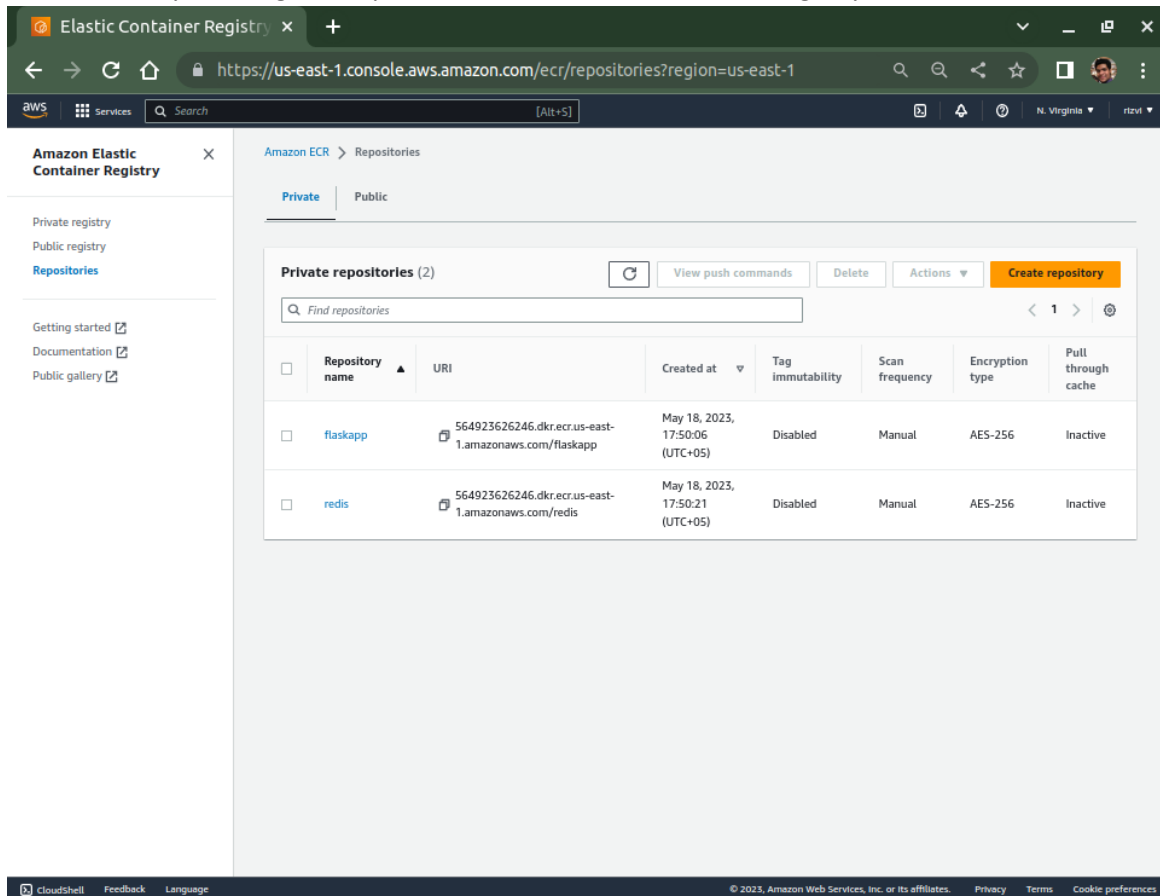 Elastic Container Registry
https://us-east-1.console.aws.amazon.com/ecr/repositories?region=us-east-1
aws Services Search [Alt+S] N. Virginia rizvi
Amazon Elastic
Container Registry
Private registry
Public registry
Repositories
Getting started
Documentation
Public gallery
Amazon ECR > Repositories
Private Public
Private repositories (2) View push commands Delete Actions Create repository
Find repositories
1
Repository
name
URI
Created at
Tag
immutability
Scan
frequency
Encryption
type
Pull
through
cache
flaskapp
564923626246.dkr.ecr.us-east-
1.amazonaws.com/flaskapp
May 18, 2023,
17:50:06
(UTC+05)
Disabled
Manual
AES-256
Inactive
redis
564923626246.dkr.ecr.us-east-
1.amazonaws.com/redis
May 18, 2023,
17:50:21
(UTC+05)
Disabled
Manual
AES-256
Inactive
CloudShell Feedback Language © 2023, Amazon Web Services, Inc. or its affiliates. Privacy Terms Cookie preferences